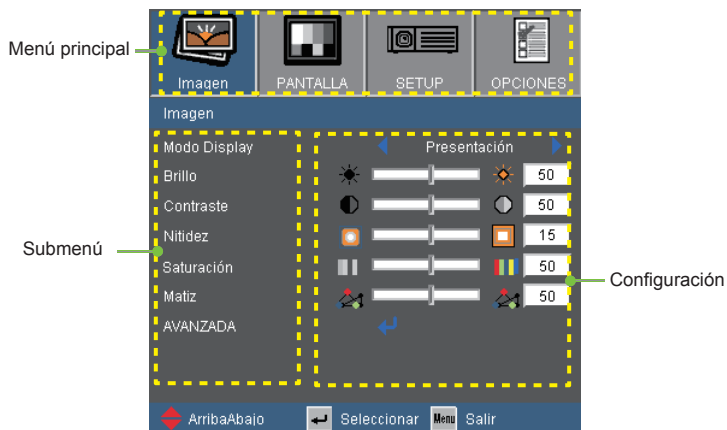 Menú principal
Imagen PANTALLA SETUP OPCIONES
Imagen
Modo Display Presentación
Brillo 50
Contraste 50
Nitidez 15
Submenú
Saturación 50
Configuración
Matiz 50
AVANZADA
ArribaAbajo Seleccionar Menu Salir